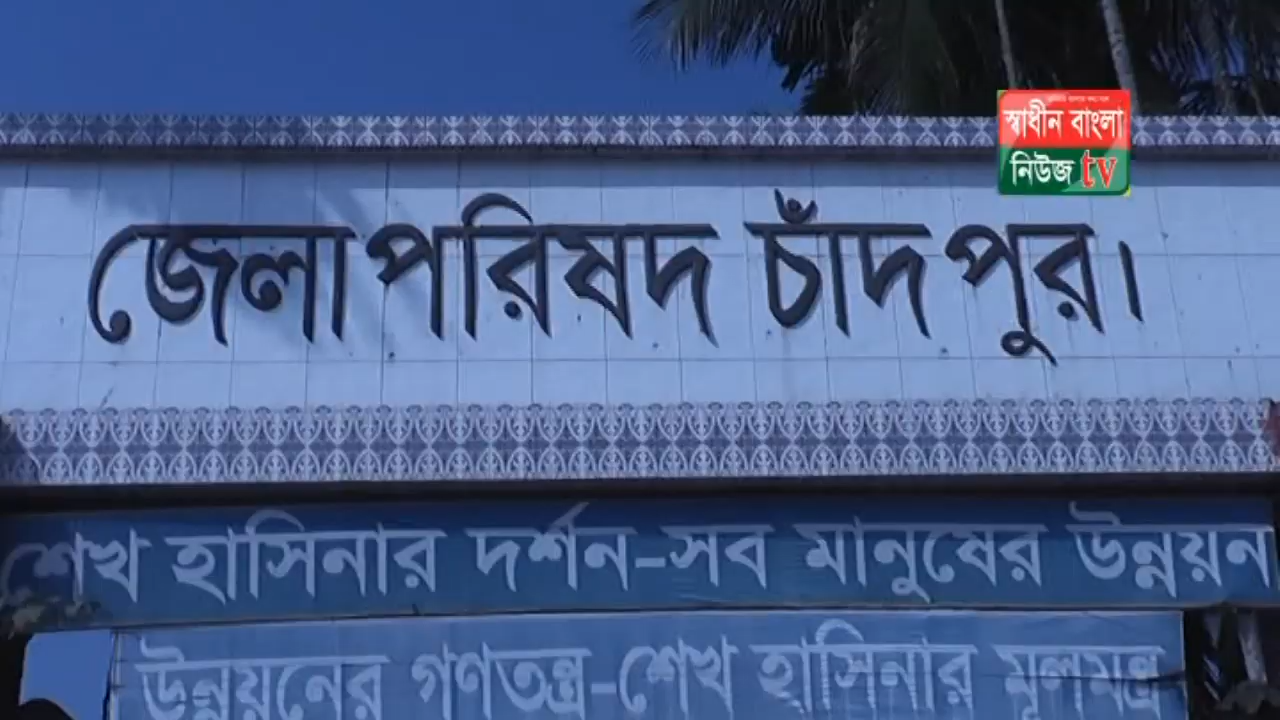 স্বাধীন বাংলা
নিউজ tv
জেলা পরিষদ চাঁদপুর।
শেখ হাসিনার দর্শন-সব মানুষের উন্নয়ন
উন্নয়নের গণতন্ত্র-শেখ হাসিনার মূলমন্ত্র